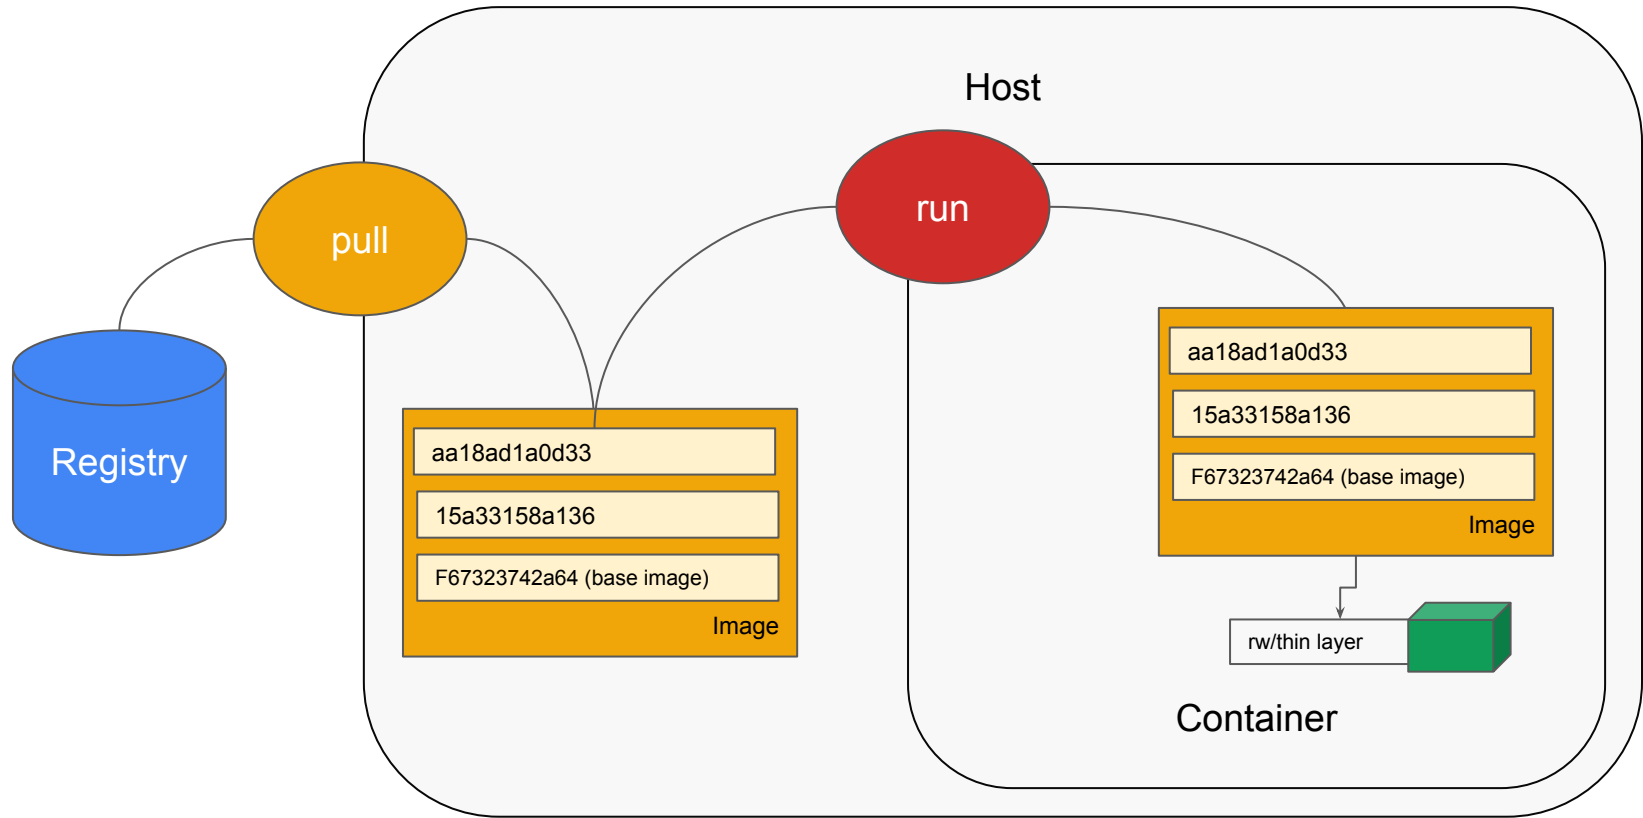 Host
pull
run
Registry
aa18ad1a0d33
15a33158a136
F67323742a64 (base image)
Image
aa18ad1a0d33
15a33158a136
F67323742a64 (base image)
Image
rw/thin layer
Container